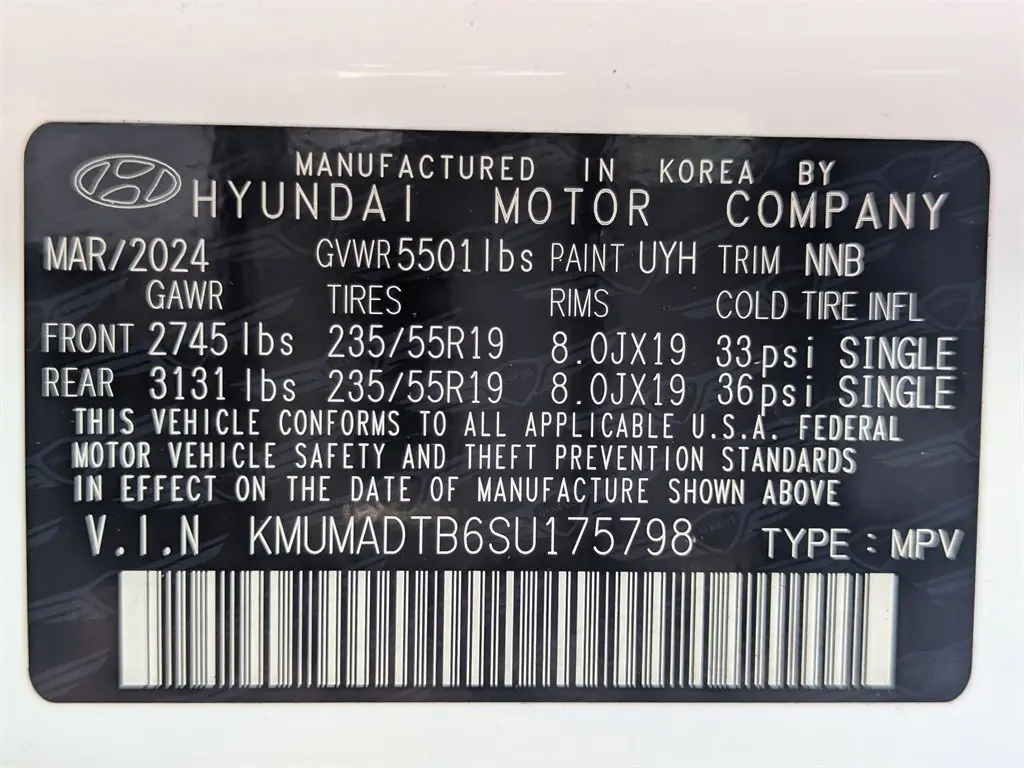 MANUFACTURED IN KOREA BY
HYUNDAI MOTOR COMPANY
MAR/2024 GVWR 5501lbs PAINT UYH TRIM NNB
GAWR TIRES RIMS COLD TIRE INFL
FRONT 2745 lbs 235/55R19 8.0JX19 33psi SINGLE
REAR 3131 lbs 235/55R19 8.0JX19 36psi SINGLE
THIS VEHICLE CONFORMS TO ALL APPLICABLE U.S.A. FEDERAL
MOTOR VEHICLE SAFETY AND THEFT PREVENTION STANDARDS
IN EFFECT ON THE DATE OF MANUFACTURE SHOWN ABOVE
V.I.N KMUMADTB6SU175798 TYPE : MPV